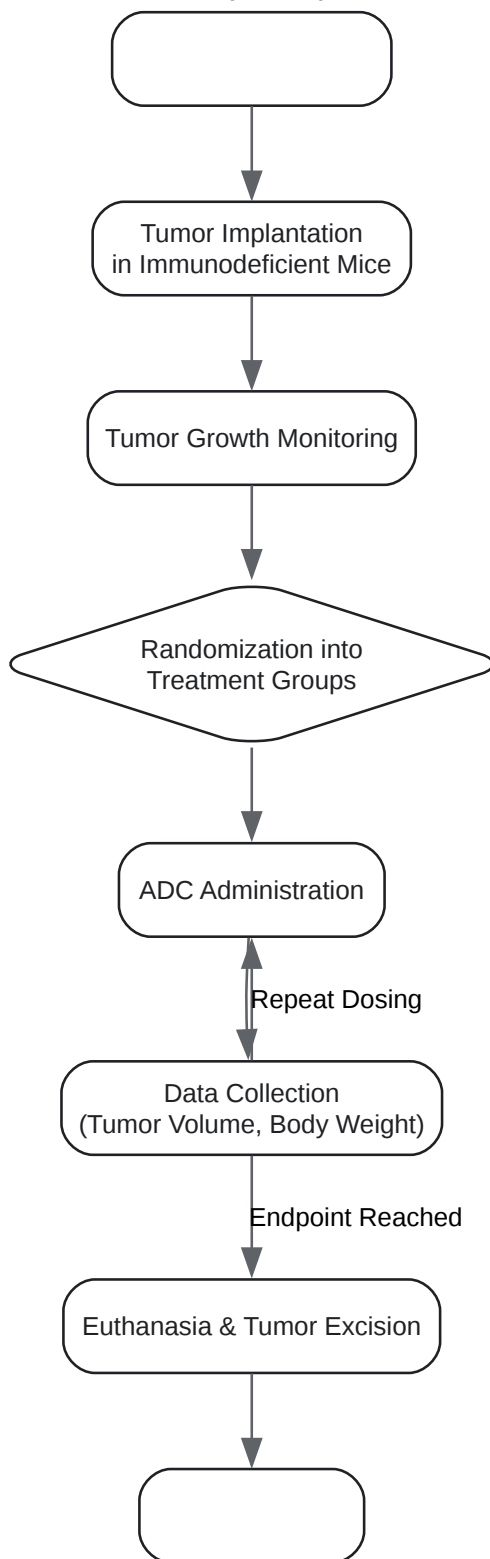 Tumor Implantation
in Immunodeficient Mice
Tumor Growth Monitoring
Randomization into
Treatment Groups
ADC Administration
Repeat Dosing
Data Collection
(Tumor Volume, Body Weight)
Endpoint Reached
Euthanasia & Tumor Excision